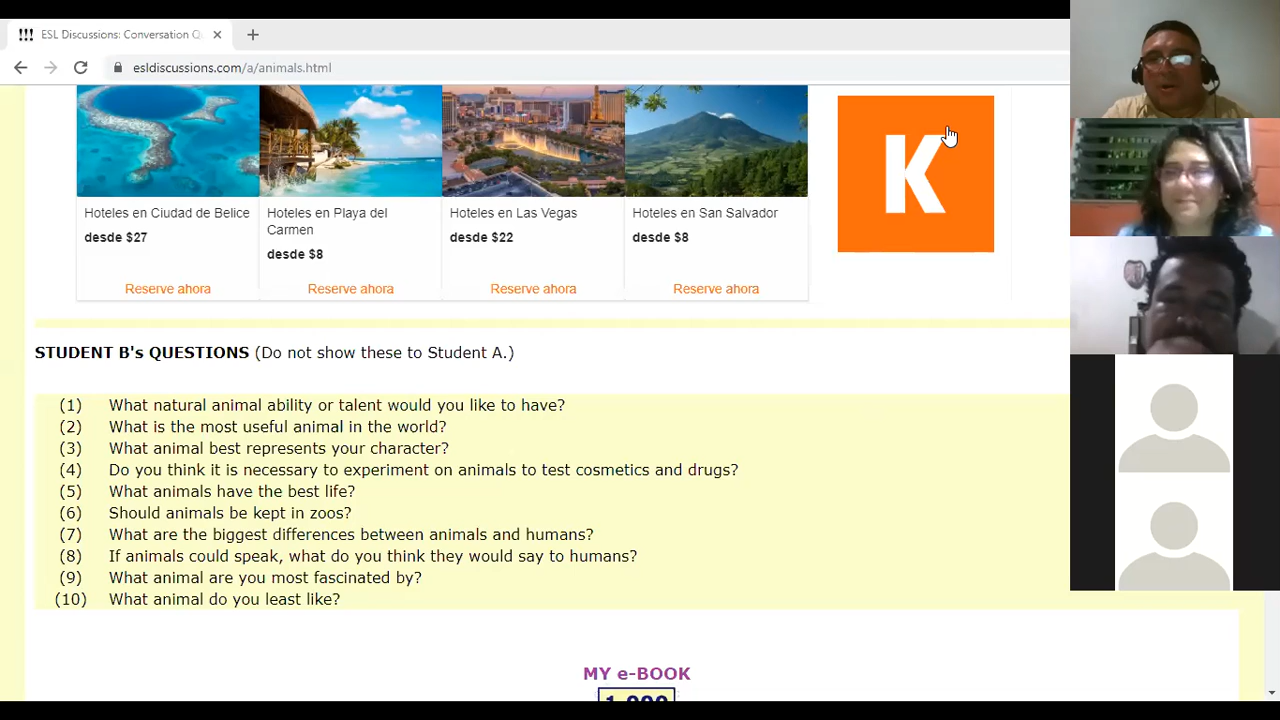 ESL Discussions: Conversation Q
esldiscussions.com/a/animals.html
K
Hoteles en Ciudad de Belice
desde $27
Reserve ahora
Hoteles en Playa del
Carmen
desde $8
Reserve ahora
Hoteles en Las Vegas
desde $22
Reserve ahora
Hoteles en San Salvador
desde $8
Reserve ahora
STUDENT B's QUESTIONS (Do not show these to Student A.)
(1) What natural animal ability or talent would you like to have?
(2) What is the most useful animal in the world?
(3) What animal best represents your character?
(4) Do you think it is necessary to experiment on animals to test cosmetics and drugs?
(5) What animals have the best life?
(6) Should animals be kept in zoos?
(7) What are the biggest differences between animals and humans?
(8) If animals could speak, what do you think they would say to humans?
(9) What animal are you most fascinated by?
(10) What animal do you least like?
MY e-BOOK
1,000